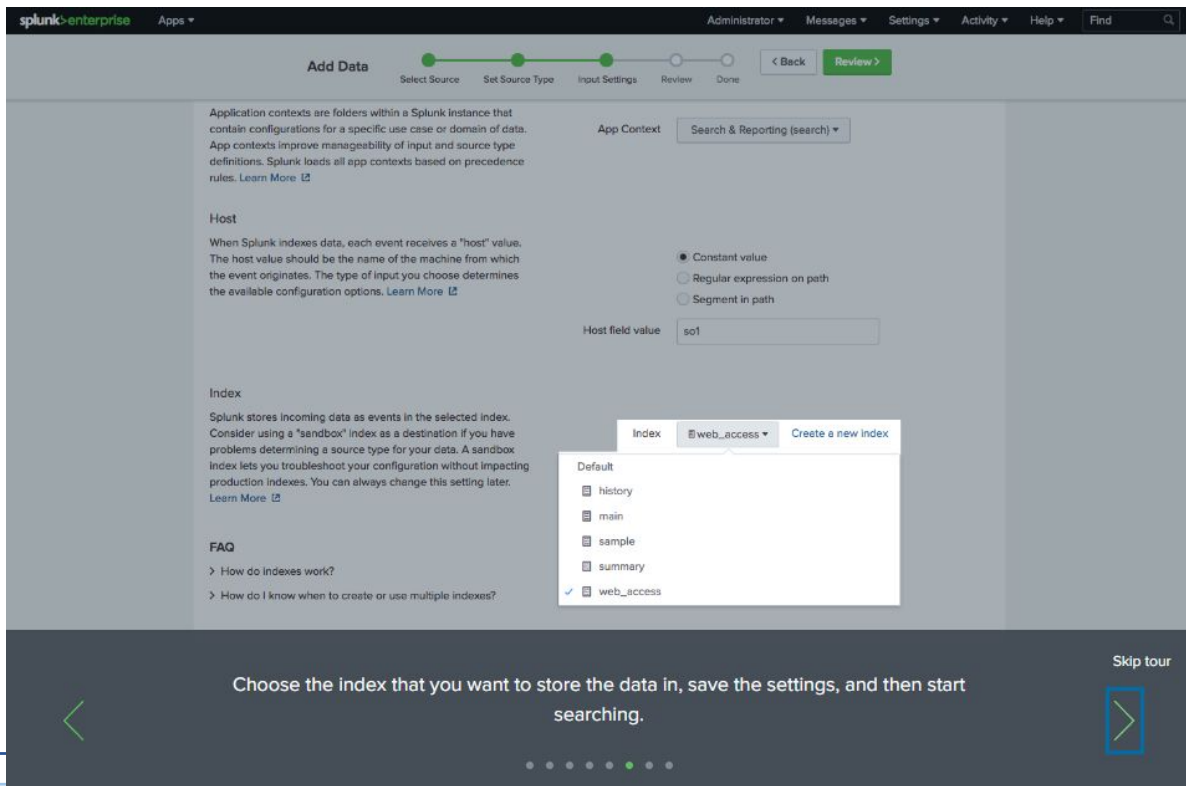 splunk>enterprise Apps Administrator Messages Settings Activity Help Find
Add Data
Select Source Set Source Type Input Settings Review Done
< Back Review >
Application contexts are folders within a Splunk instance that
contain configurations for a specific use case or domain of data.
App contexts improve manageability of input and source type
definitions. Splunk loads all app contexts based on precedence
rules. Learn More
App Context Search & Reporting (search)
Host
When Splunk indexes data, each event receives a "host" value.
The host value should be the name of the machine from which
the event originates. The type of input you choose determines
the available configuration options. Learn More
Constant value
Regular expression on path
Segment in path
Host field value so1
Index
Splunk stores incoming data as events in the selected index.
Consider using a "sandbox" index as a destination if you have
problems determining a source type for your data. A sandbox
index lets you troubleshoot your configuration without impacting
production indexes. You can always change this setting later.
Learn More
Index web_access Create a new index
Default
history
main
sample
summary
web_access
FAQ
> How do indexes work?
> How do I know when to create or use multiple indexes?
Skip tour
Choose the index that you want to store the data in, save the settings, and then start
searching.